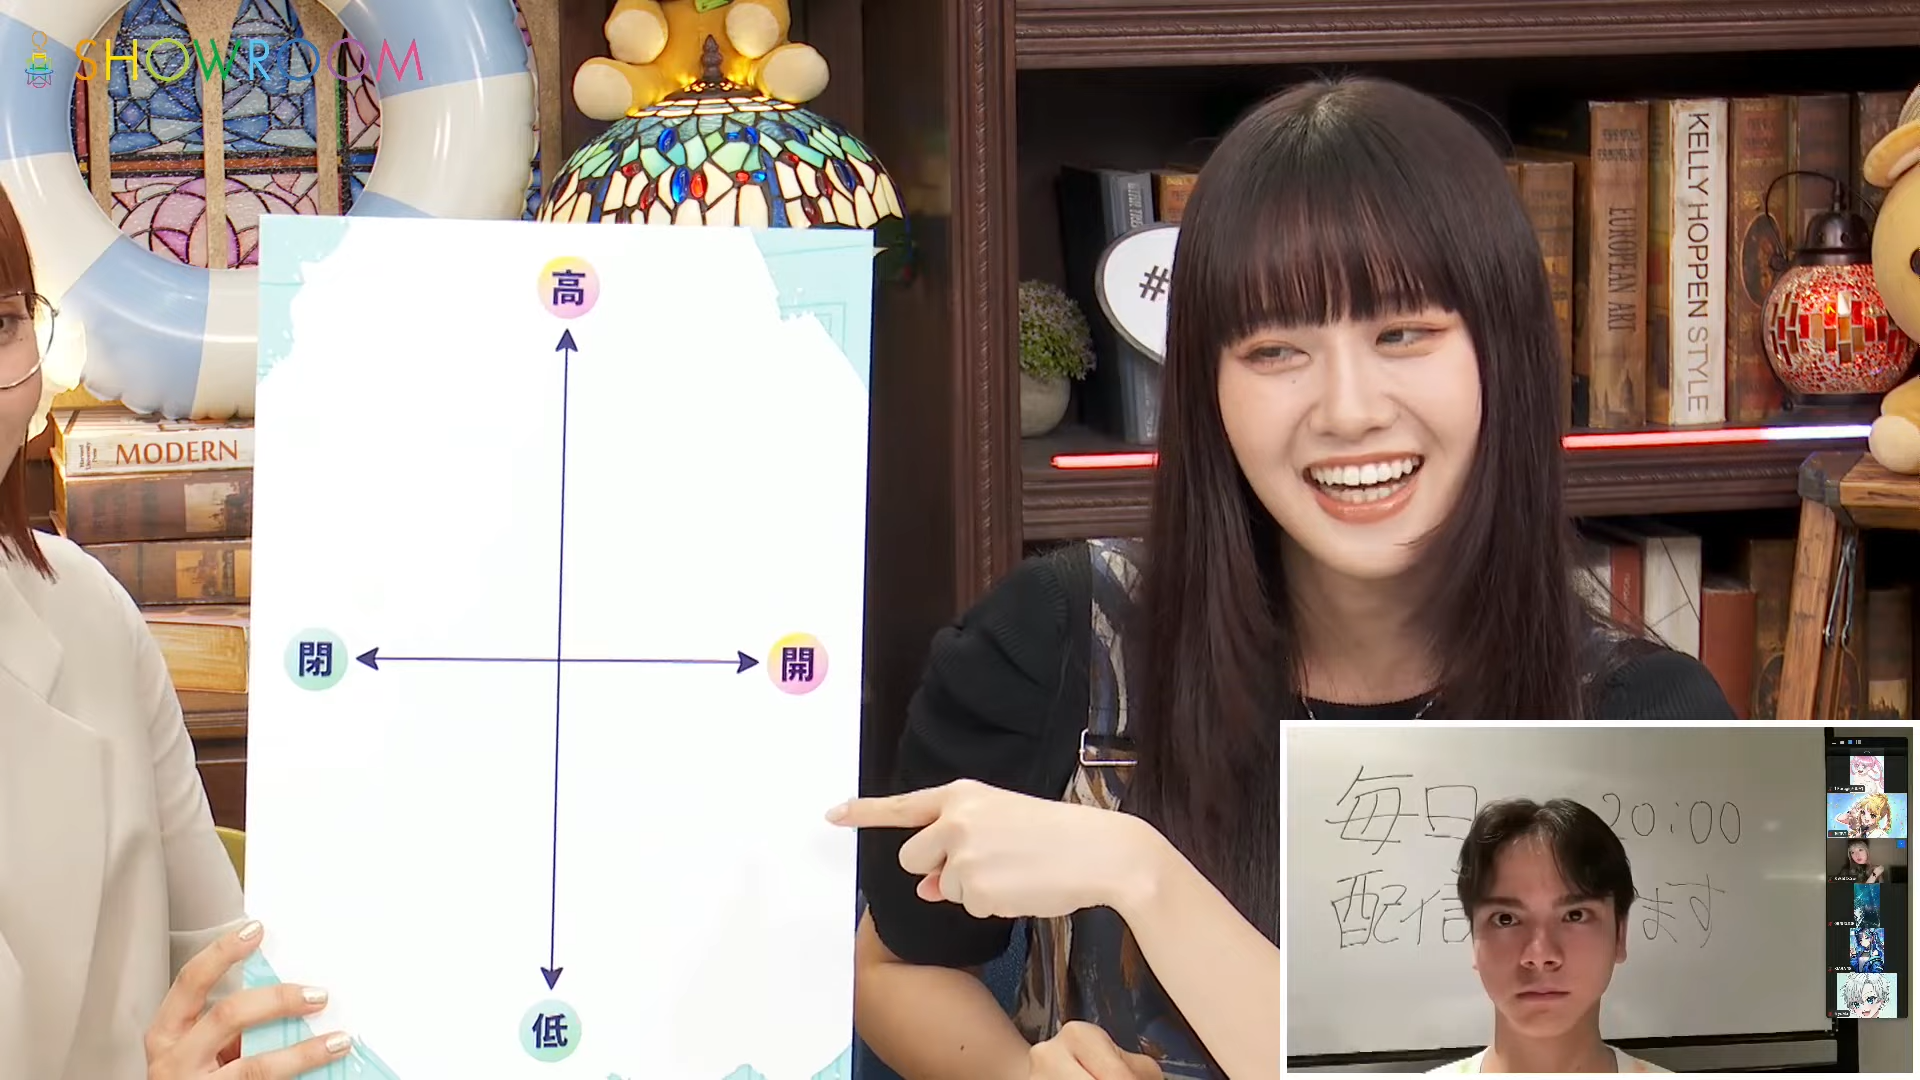 SHOWROOM
高
閉
開
低
MODERN
#
EUROPEAN ART
KELLY HOPPEN STYLE
毎日 20:00
配信 ます